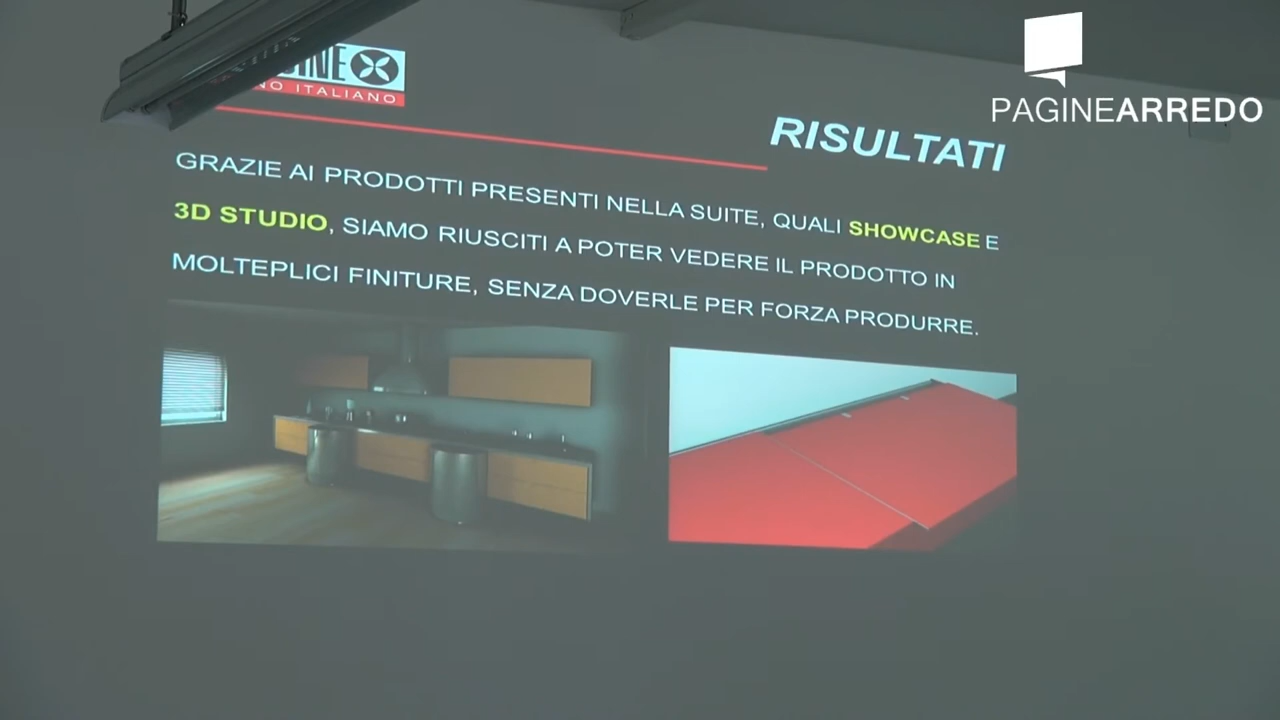 PAGINEARREDO
NO ITALIANO
RISULTATI
GRAZIE AI PRODOTTI PRESENTI NELLA SUITE, QUALI SHOWCASE E
3D STUDIO, SIAMO RIUSCITI A POTER VEDERE IL PRODOTTO IN
MOLTEPLICI FINITURE, SENZA DOVERLE PER FORZA PRODURRE.